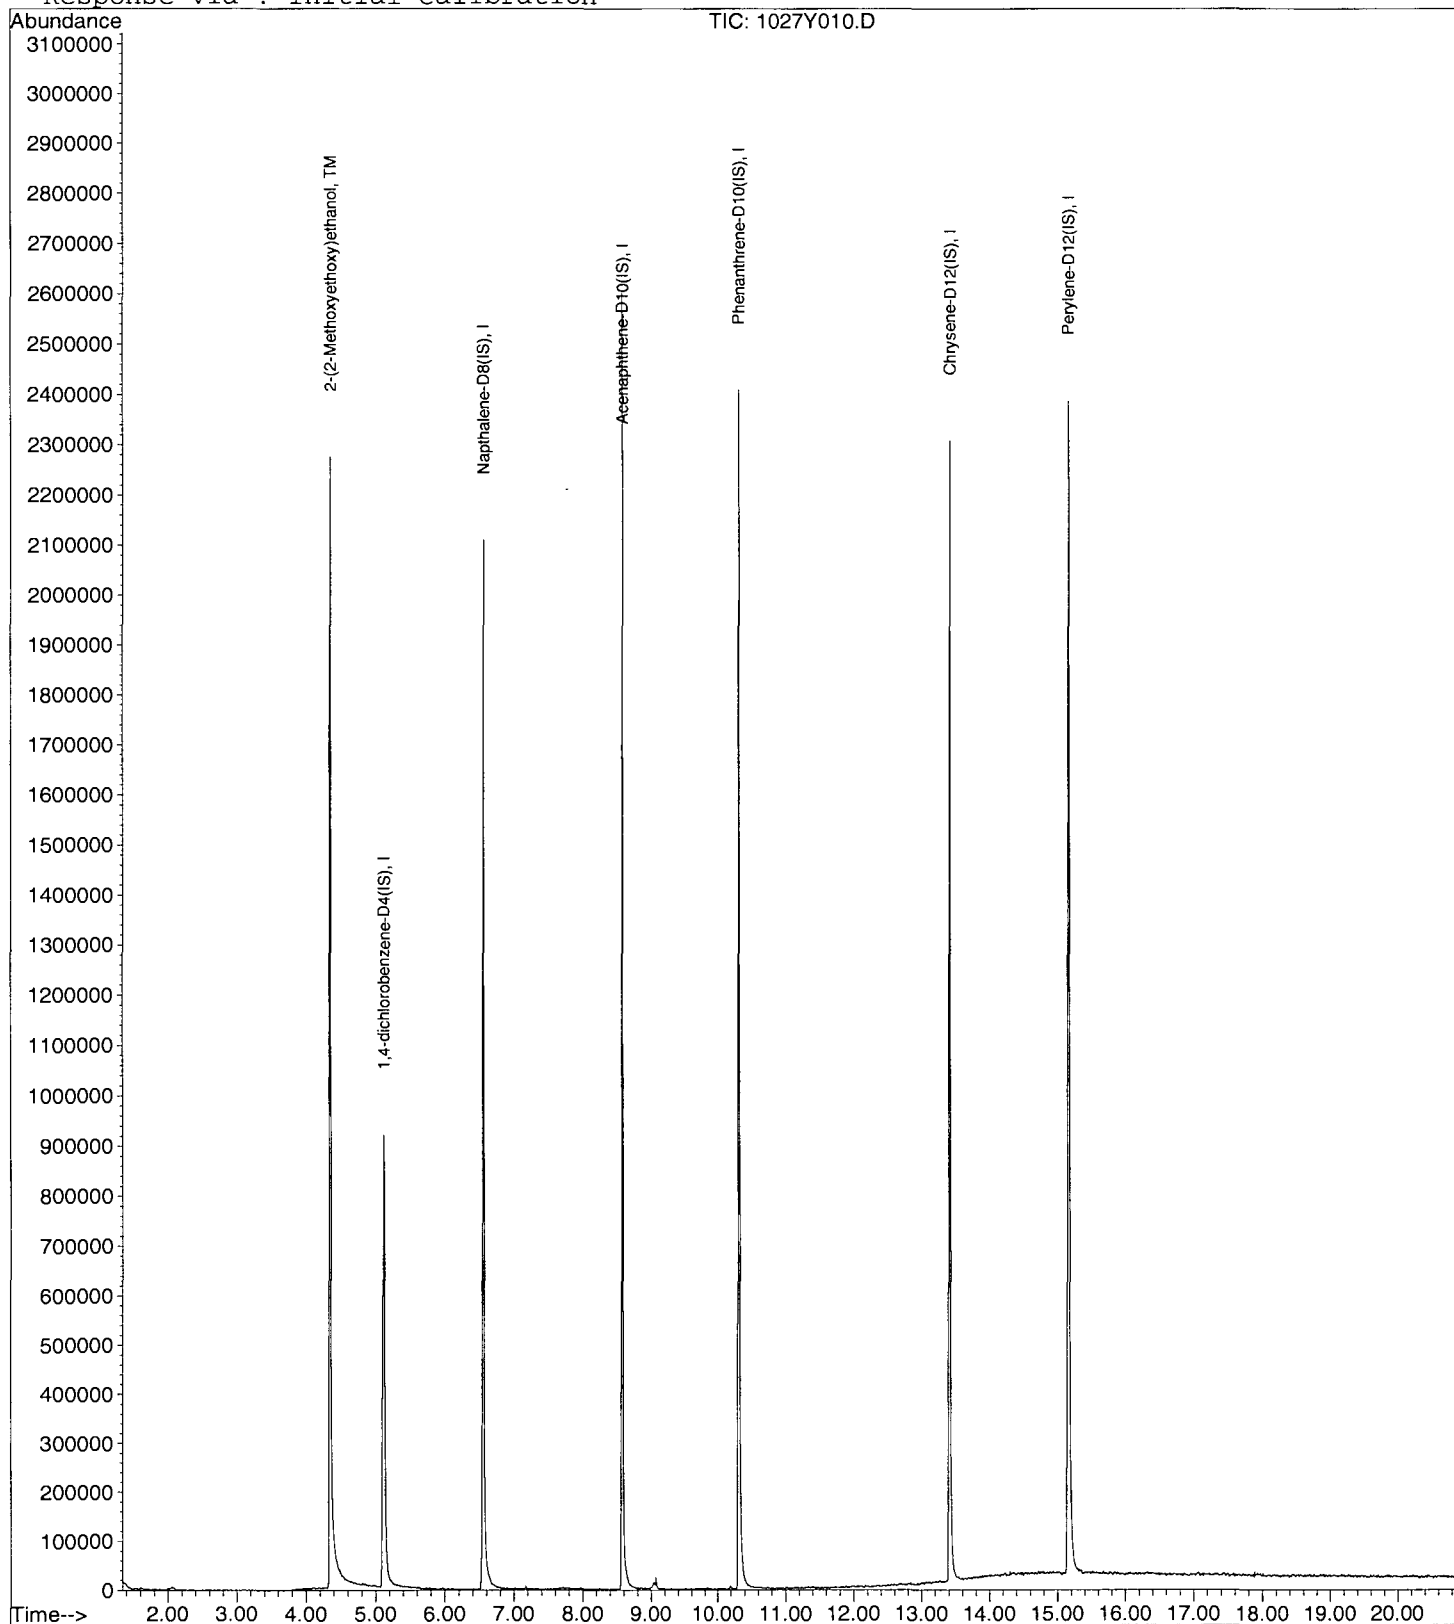 Response via : Initial Calibration
Abundance
TIC: 1027Y010.D
3100000
3000000
2900000
2800000
2700000
2600000
2500000
2400000
2300000
2200000
2100000
2000000
1900000
1800000
1700000
1600000
1500000
1400000
1300000
1200000
1100000
1000000
900000
800000
700000
600000
500000
400000
300000
200000
100000
0
2-(2-Methoxyethoxy)ethanol, TM
1,4-dichlorobenzene-D4(IS), I
Napthalene-D8(IS), I
Acenaphthene-D10(IS), I
Phenanthrene-D10(IS), I
Chrysene-D12(IS), I
Perylene-D12(IS), I
Time--> 2.00 3.00 4.00 5.00 6.00 7.00 8.00 9.00 10.00 11.00 12.00 13.00 14.00 15.00 16.00 17.00 18.00 19.00 20.00